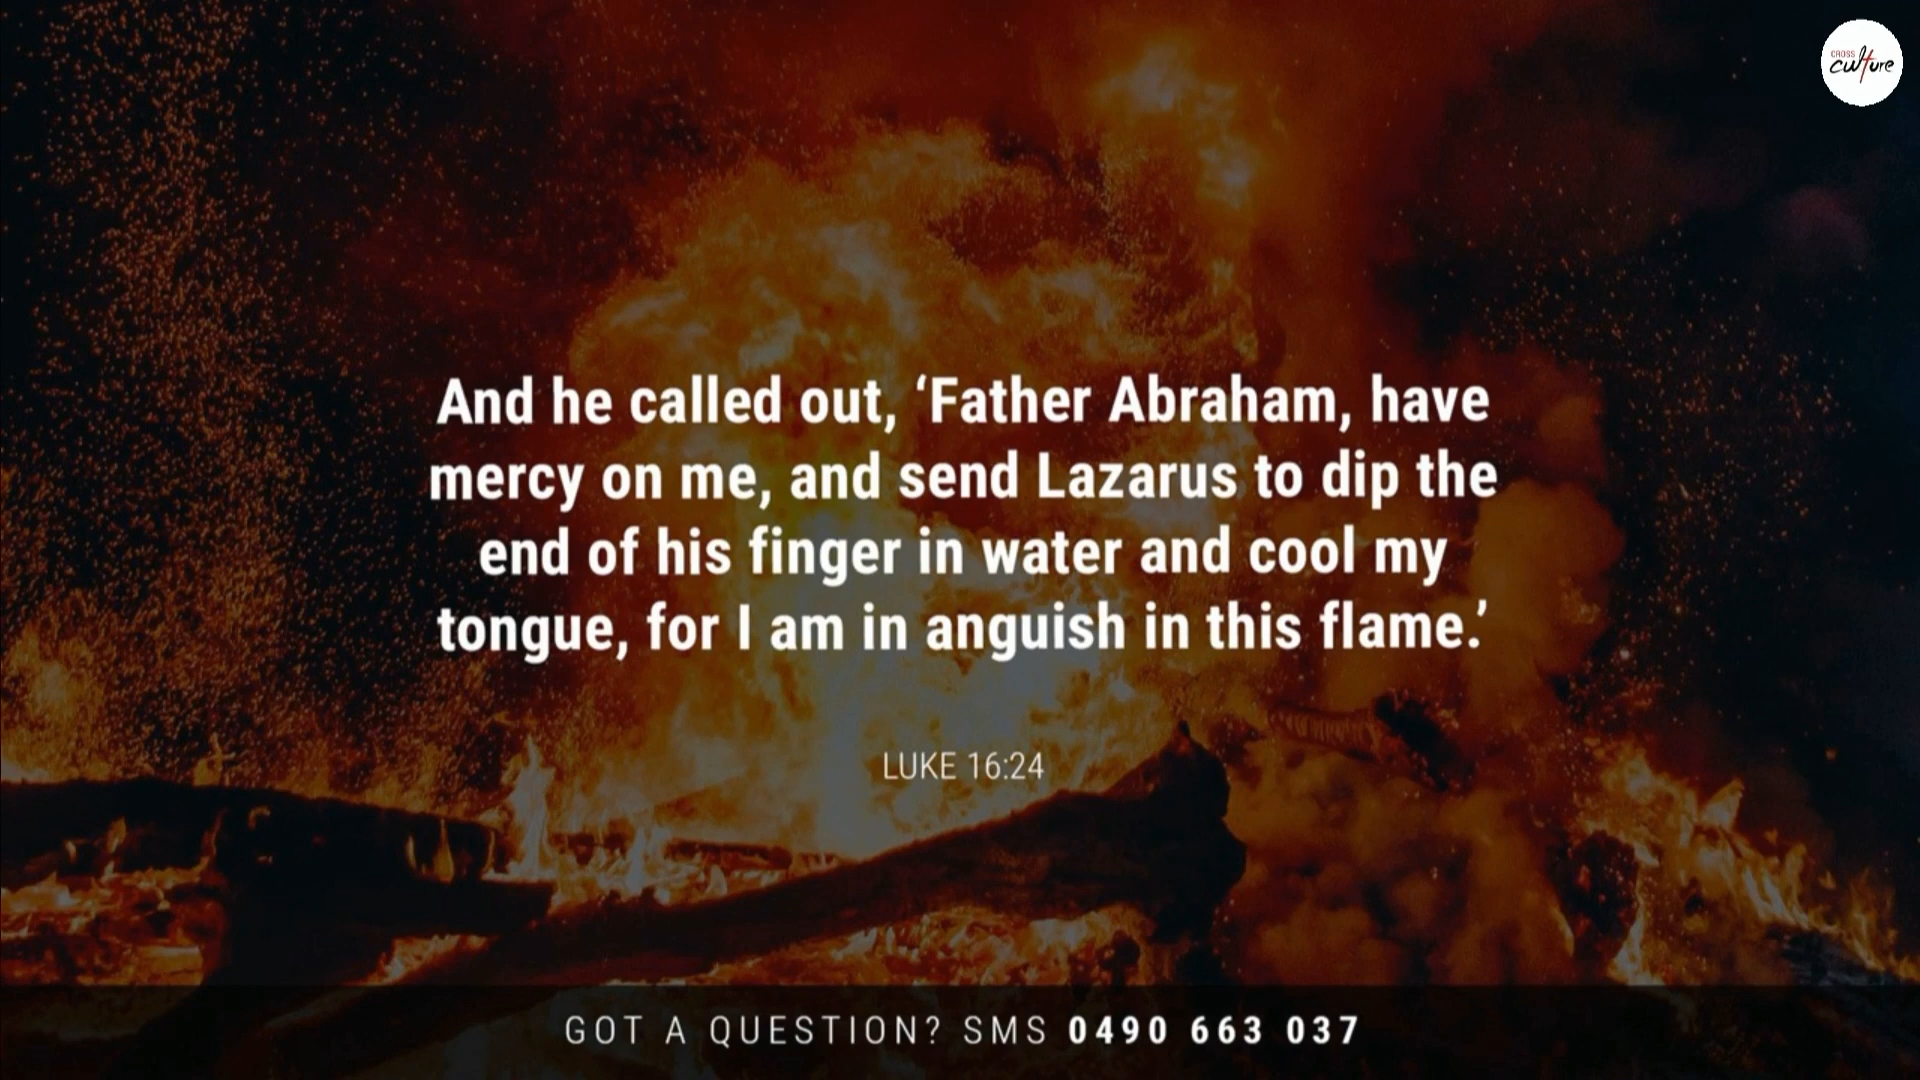 CROSS
culture
And he called out, ‘Father Abraham, have
mercy on me, and send Lazarus to dip the
end of his finger in water and cool my
tongue, for I am in anguish in this flame.’
LUKE 16:24
GOT A QUESTION? SMS 0490 663 037